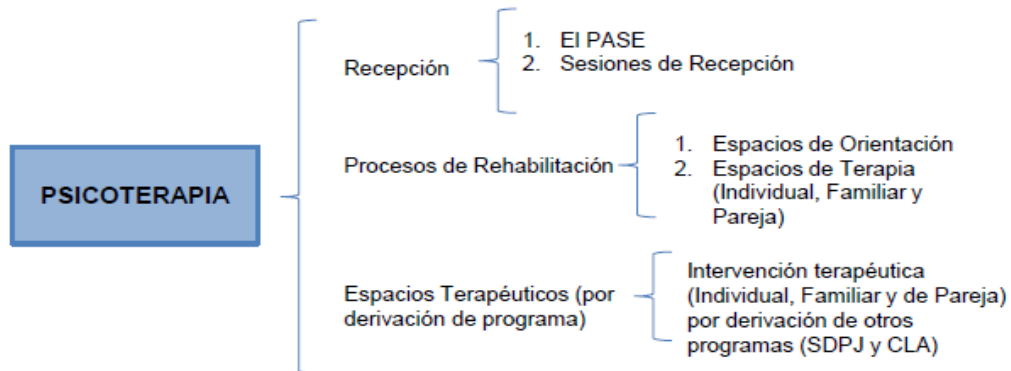 PSICOTERAPIA
Recepción
1. El PASE
2. Sesiones de Recepción
Procesos de Rehabilitación
1. Espacios de Orientación
2. Espacios de Terapia
(Individual, Familiar y
Pareja)
Espacios Terapéuticos (por
derivación de programa)
Intervención terapéutica
(Individual, Familiar y de Pareja)
por derivación de otros
programas (SDPJ y CLA)